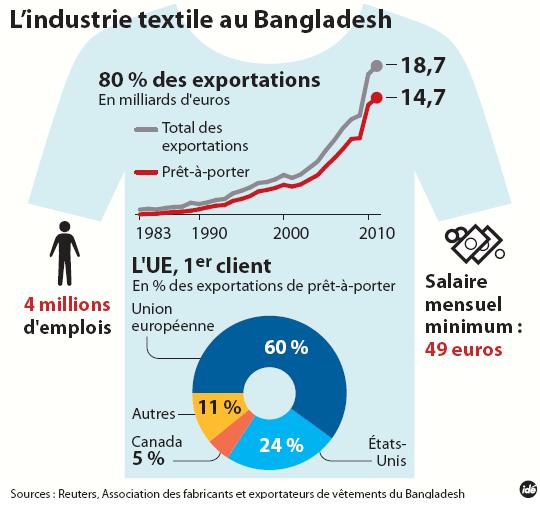 L'industrie textile au Bangladesh
80 % des exportations
En milliards d'euros
18,7
14,7
Total des
exportations
Prêt-à-porter
1983
1990
2000
2010
4 millions
d'emplois
L'UE, 1er client
En % des exportations de prêt-à-porter
Salaire
mensuel
minimum :
49 euros
Union
européenne
60 %
Autres
11 %
Canada
5 %
24 %
États-
Unis
Sources : Reuters, Association des fabricants et exportateurs de vêtements du Bangladesh
idé